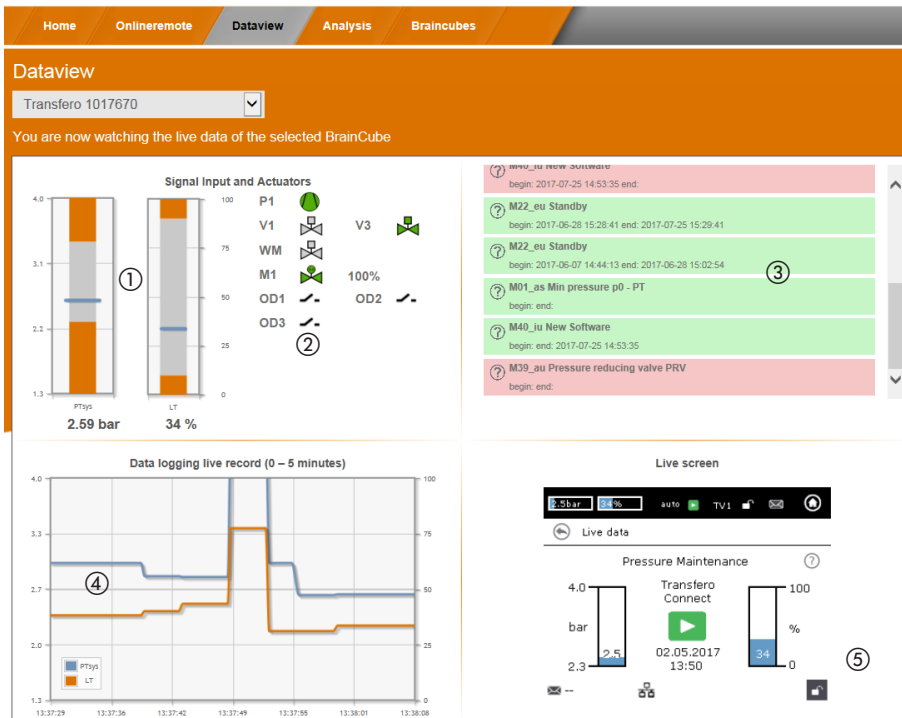 Home Onlineremote Dataview Analysis Braincubes
Dataview
Transfero 1017670
You are now watching the live data of the selected BrainCube
Signal Input and Actuators
4.0
3.1
2.2
1.3
PTsys
2.59 bar
①
100
75
50
25
0
LT
34 %
P1
V1 V3
WM
M1 100%
OD1 OD2
OD3
②
M40_iu New Software
begin: 2017-07-25 14:53:35 end:
M22_eu Standby
begin: 2017-06-28 15:28:41 end: 2017-07-25 15:29:41
M22_eu Standby
begin: 2017-06-07 14:44:13 end: 2017-06-28 15:02:54
③
M01_as Min pressure p0 - PT
begin: end:
M40_iu New Software
begin: end: 2017-07-25 14:53:35
M39_au Pressure reducing valve PRV
begin: end:
Data logging live record (0 – 5 minutes)
4.0
3.3
2.7
2.0
1.3
④
100
75
50
25
0
PTsys
LT
13:37:29 13:37:36 13:37:42 13:37:49 13:37:55 13:38:01 13:38:08
Live screen
2.5bar 34% auto TV1
Live data
Pressure Maintenance ?
4.0 Transfero 100
Connect
bar %
2.5 02.05.2017 34
2.3 13:50 0
⑤
--